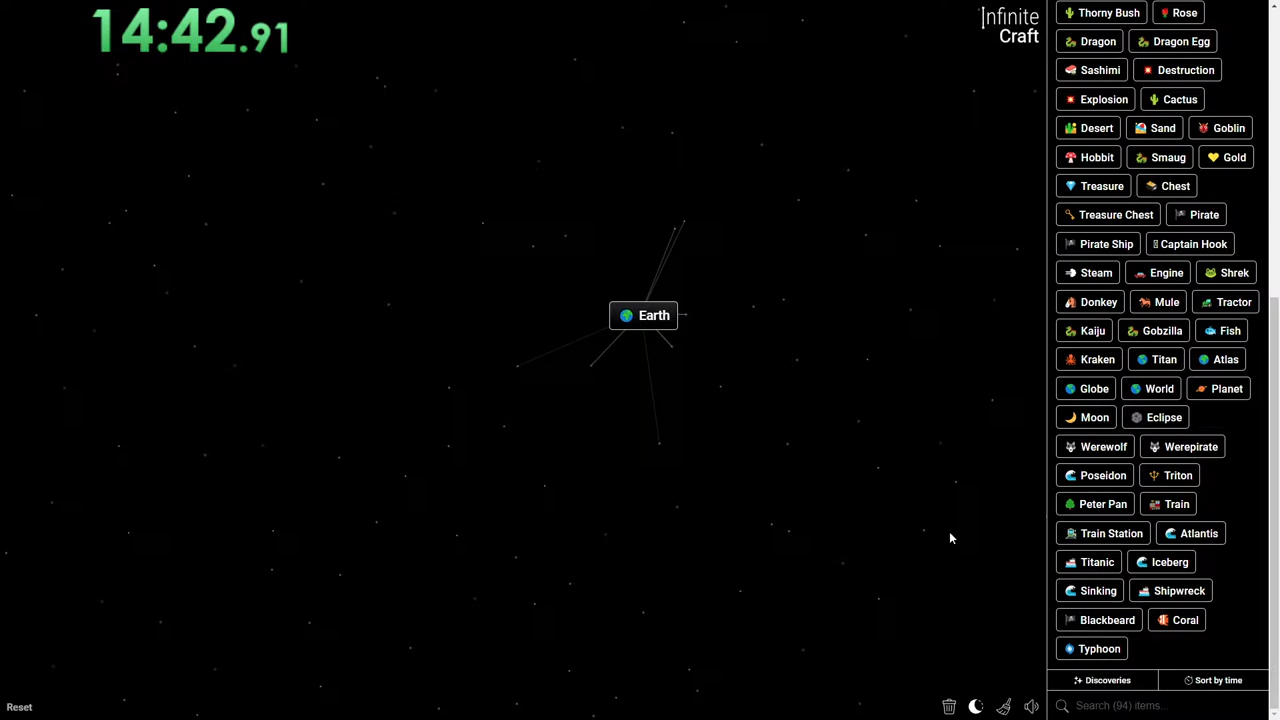 14:42.91
Infinite
Craft
Thorny Bush Rose
Dragon Dragon Egg
Sashimi Destruction
Explosion Cactus
Desert Sand Goblin
Hobbit Smaug Gold
Treasure Chest
Treasure Chest Pirate
Pirate Ship Captain Hook
Steam Engine Shrek
Donkey Mule Tractor
Kaiju Gobzilla Fish
Kraken Titan Atlas
Globe World Planet
Moon Eclipse
Werewolf Werepirate
Poseidon Triton
Peter Pan Train
Train Station Atlantis
Titanic Iceberg
Sinking Shipwreck
Blackbeard Coral
Typhoon
Earth
Discoveries Sort by time
Reset
Search (94) items...